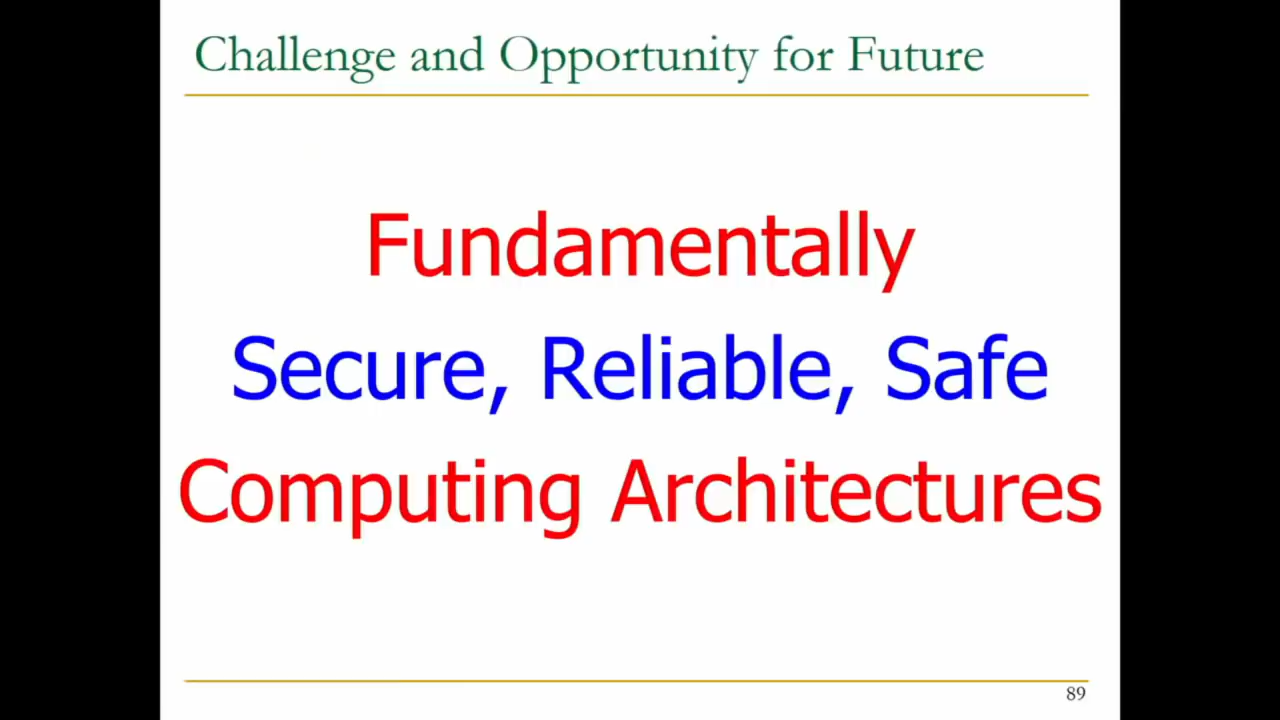 Challenge and Opportunity for Future
Fundamentally
Secure, Reliable, Safe
Computing Architectures
89